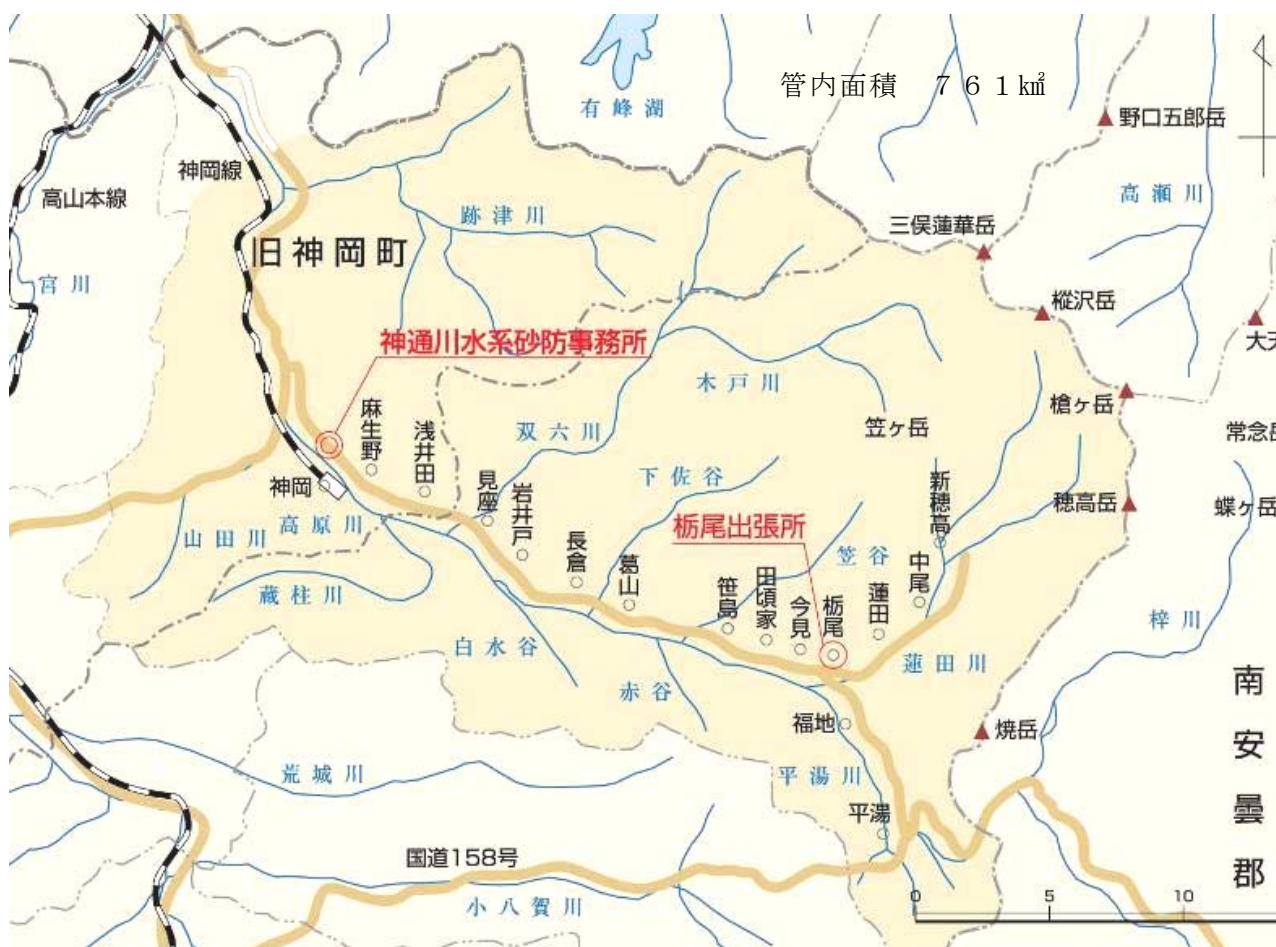 管内面積　７６１㎢
有峰湖
野口五郎岳
神岡線
高山本線
高瀬川
跡津川
三俣蓮華岳
旧神岡町
宮川
樅沢岳
神通川水系砂防事務所
木戸川
槍ヶ岳
麻生野
浅井田
双六川
笠ヶ岳
常念岳
見座
岩井戸
下佐谷
新穂高
穂高岳
蝶ヶ岳
神岡
栃尾出張所
山田川
高原川
長倉
葛山
笹島
田頃家
今見
栃尾
笠谷
蓮田
中尾
蔵柱川
梓川
白水谷
赤谷
蓮田川
南安曇郡
福地
焼岳
荒城川
平湯川
平湯
国道158号
小八賀川
0 5 10